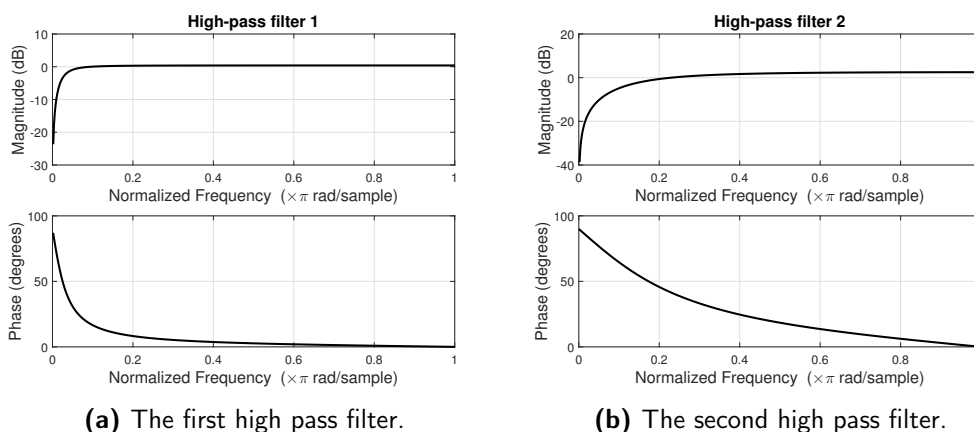 High-pass filter 1
10
0
-10
-20
-30
Magnitude (dB)
0 0.2 0.4 0.6 0.8 1
Normalized Frequency (×π rad/sample)
100
50
0
Phase (degrees)
0 0.2 0.4 0.6 0.8 1
Normalized Frequency (×π rad/sample)
(a) The first high pass filter.
High-pass filter 2
20
0
-20
-40
Magnitude (dB)
0 0.2 0.4 0.6 0.8
Normalized Frequency (×π rad/sample)
100
50
0
Phase (degrees)
0 0.2 0.4 0.6 0.8
Normalized Frequency (×π rad/sample)
(b) The second high pass filter.